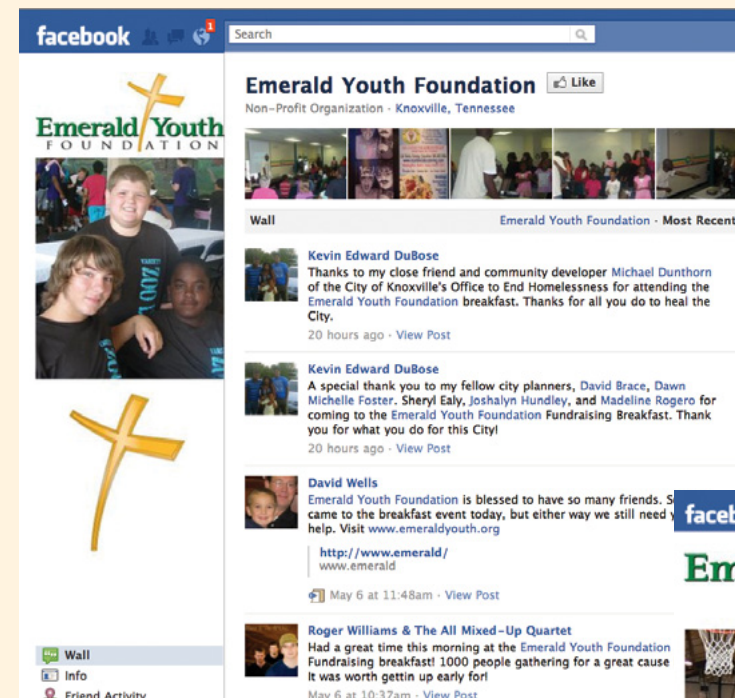 facebook
1
Search
Emerald Youth
FOUNDATION
Emerald Youth Foundation Like
Non-Profit Organization · Knoxville, Tennessee
Wall Emerald Youth Foundation · Most Recent
Kevin Edward DuBose
Thanks to my close friend and community developer Michael Dunthorn
of the City of Knoxville's Office to End Homelessness for attending the
Emerald Youth Foundation breakfast. Thanks for all you do to heal the
City.
20 hours ago · View Post
Kevin Edward DuBose
A special thank you to my fellow city planners, David Brace, Dawn
Michelle Foster. Sheryl Ealy, Joshalyn Hundley, and Madeline Rogero for
coming to the Emerald Youth Foundation Fundraising Breakfast. Thank
you for what you do for this City!
20 hours ago · View Post
David Wells
Emerald Youth Foundation is blessed to have so many friends.
came to the breakfast event today, but either way we still need
help. Visit www.emeraldyouth.org
http://www.emerald/
www.emerald
May 6 at 11:48am · View Post
Roger Williams & The All Mixed-Up Quartet
Had a great time this morning at the Emerald Youth Foundation
Fundraising breakfast! 1000 people gathering for a great cause
It was worth gettin up early for!
May 6 at 10:37am · View Post
Wall
Info
Friend Activity
ZOO
ZOO
faceb
Em